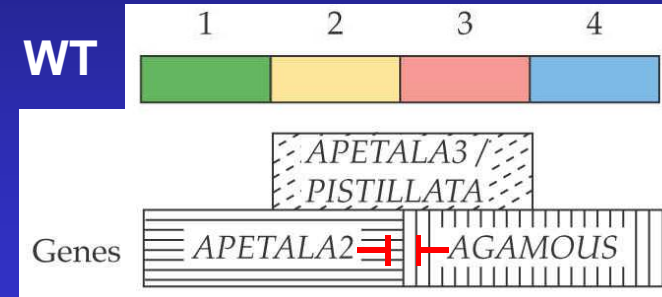 WT
1 2 3 4
APETALA3 /
PISTILLATA
Genes APETALA2 AGAMOUS